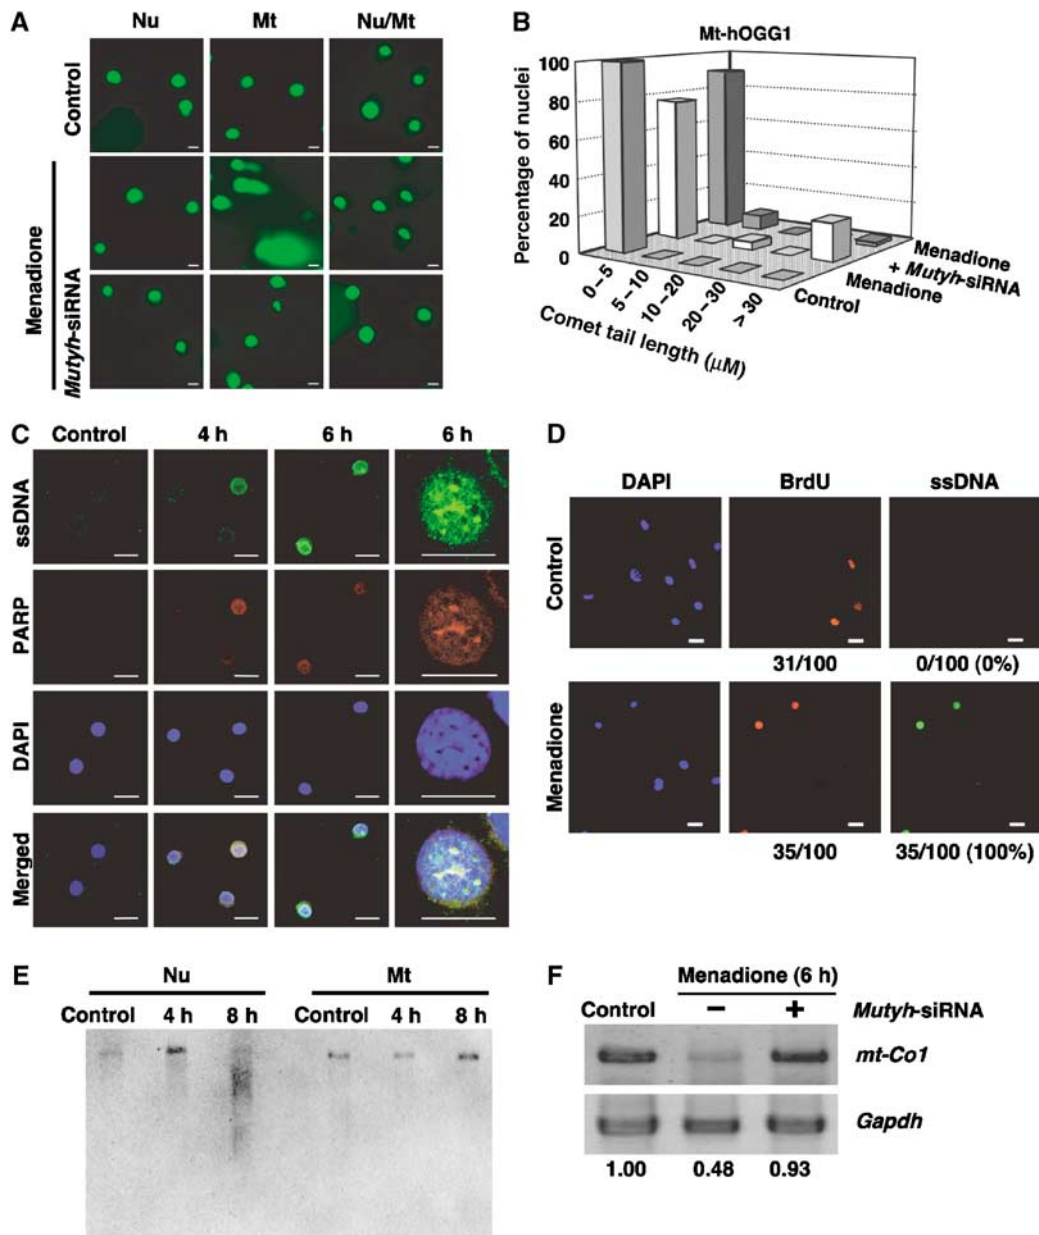 A
Nu Mt Nu/Mt
Control
Menadione
Mutyh-siRNA
B
Mt-hOGG1
Percentage of nuclei
100
80
60
40
20
0
0 – 5
5 – 10
10 – 20
20 – 30
> 30
Comet tail length (μM)
Control
Menadione
Menadione
+ Mutyh-siRNA
C
Control 4 h 6 h 6 h
ssDNA
PARP
DAPI
Merged
D
DAPI BrdU ssDNA
Control
31/100 0/100 (0%)
Menadione
35/100 35/100 (100%)
E
Nu Mt
Control 4 h 8 h Control 4 h 8 h
F
Menadione (6 h)
Control – + Mutyh-siRNA
mt-Co1
Gapdh
1.00 0.48 0.93